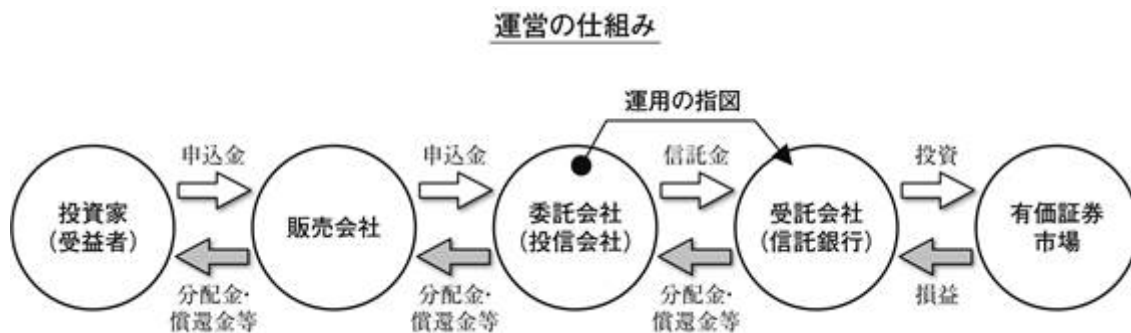 運営の仕組み
運用の指図
申込金
申込金
信託金
投資
投資家
(受益者)
販売会社
委託会社
(投信会社)
受託会社
(信託銀行)
有価証券
市場
分配金・
償還金等
分配金・
償還金等
分配金・
償還金等
損益